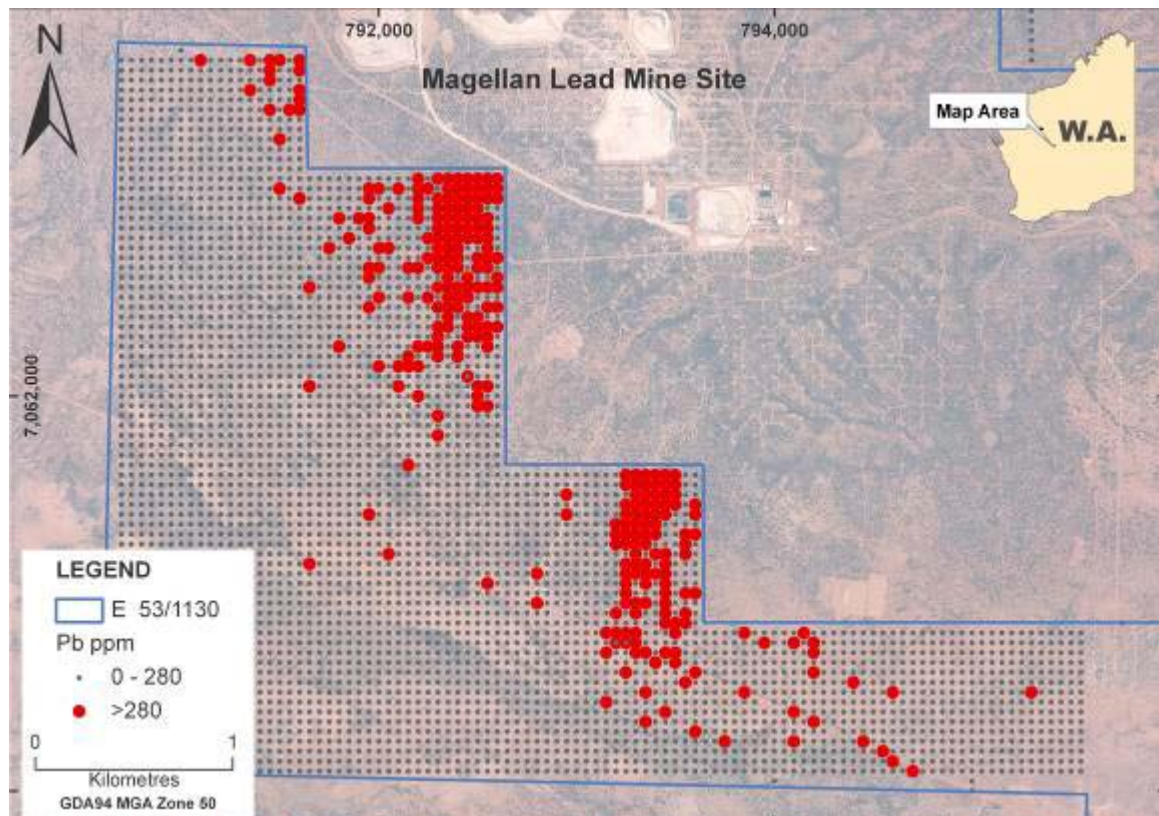 792,000
794,000
N
Magellan Lead Mine Site
Map Area
W.A.
7,062,000
LEGEND
E 53/1130
Pb ppm
0 - 280
>280
0 1
Kilometres
GDA94 MGA Zone 50